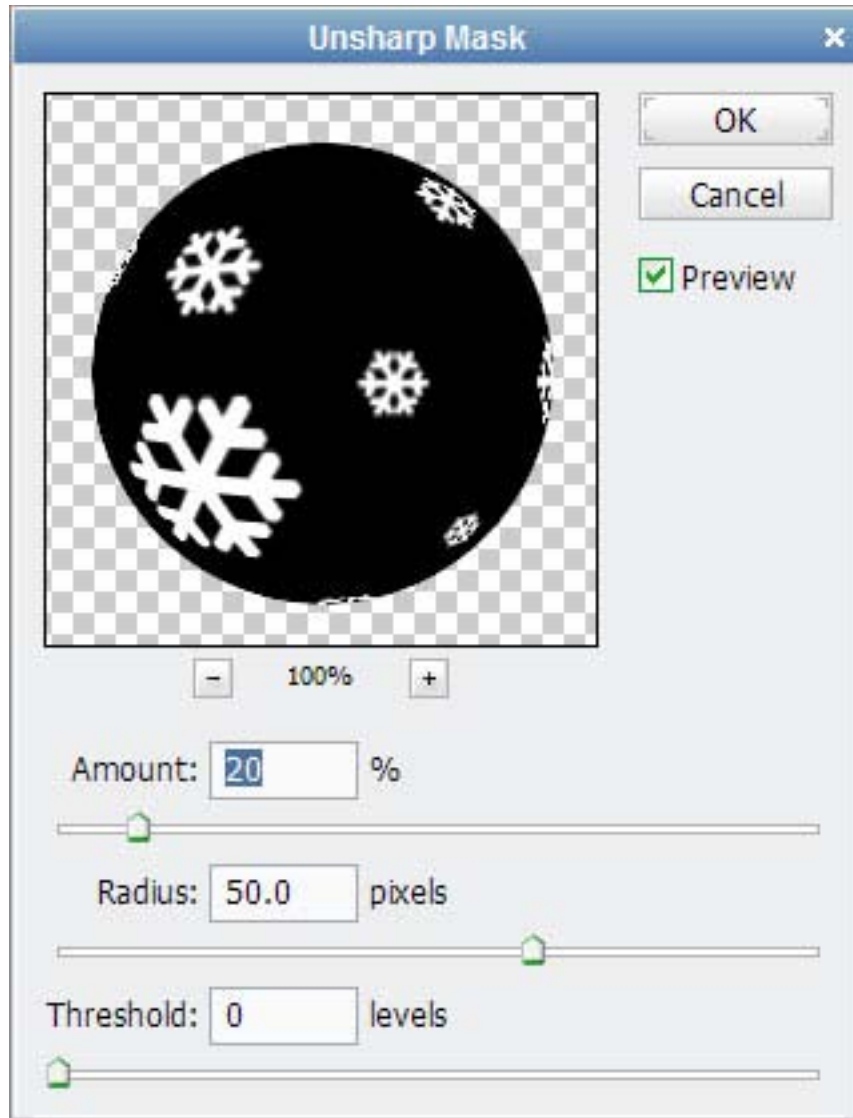 Unsharp Mask
OK
Cancel
Preview
- 100% +
Amount: 20 %
Radius: 50.0 pixels
Threshold: 0 levels